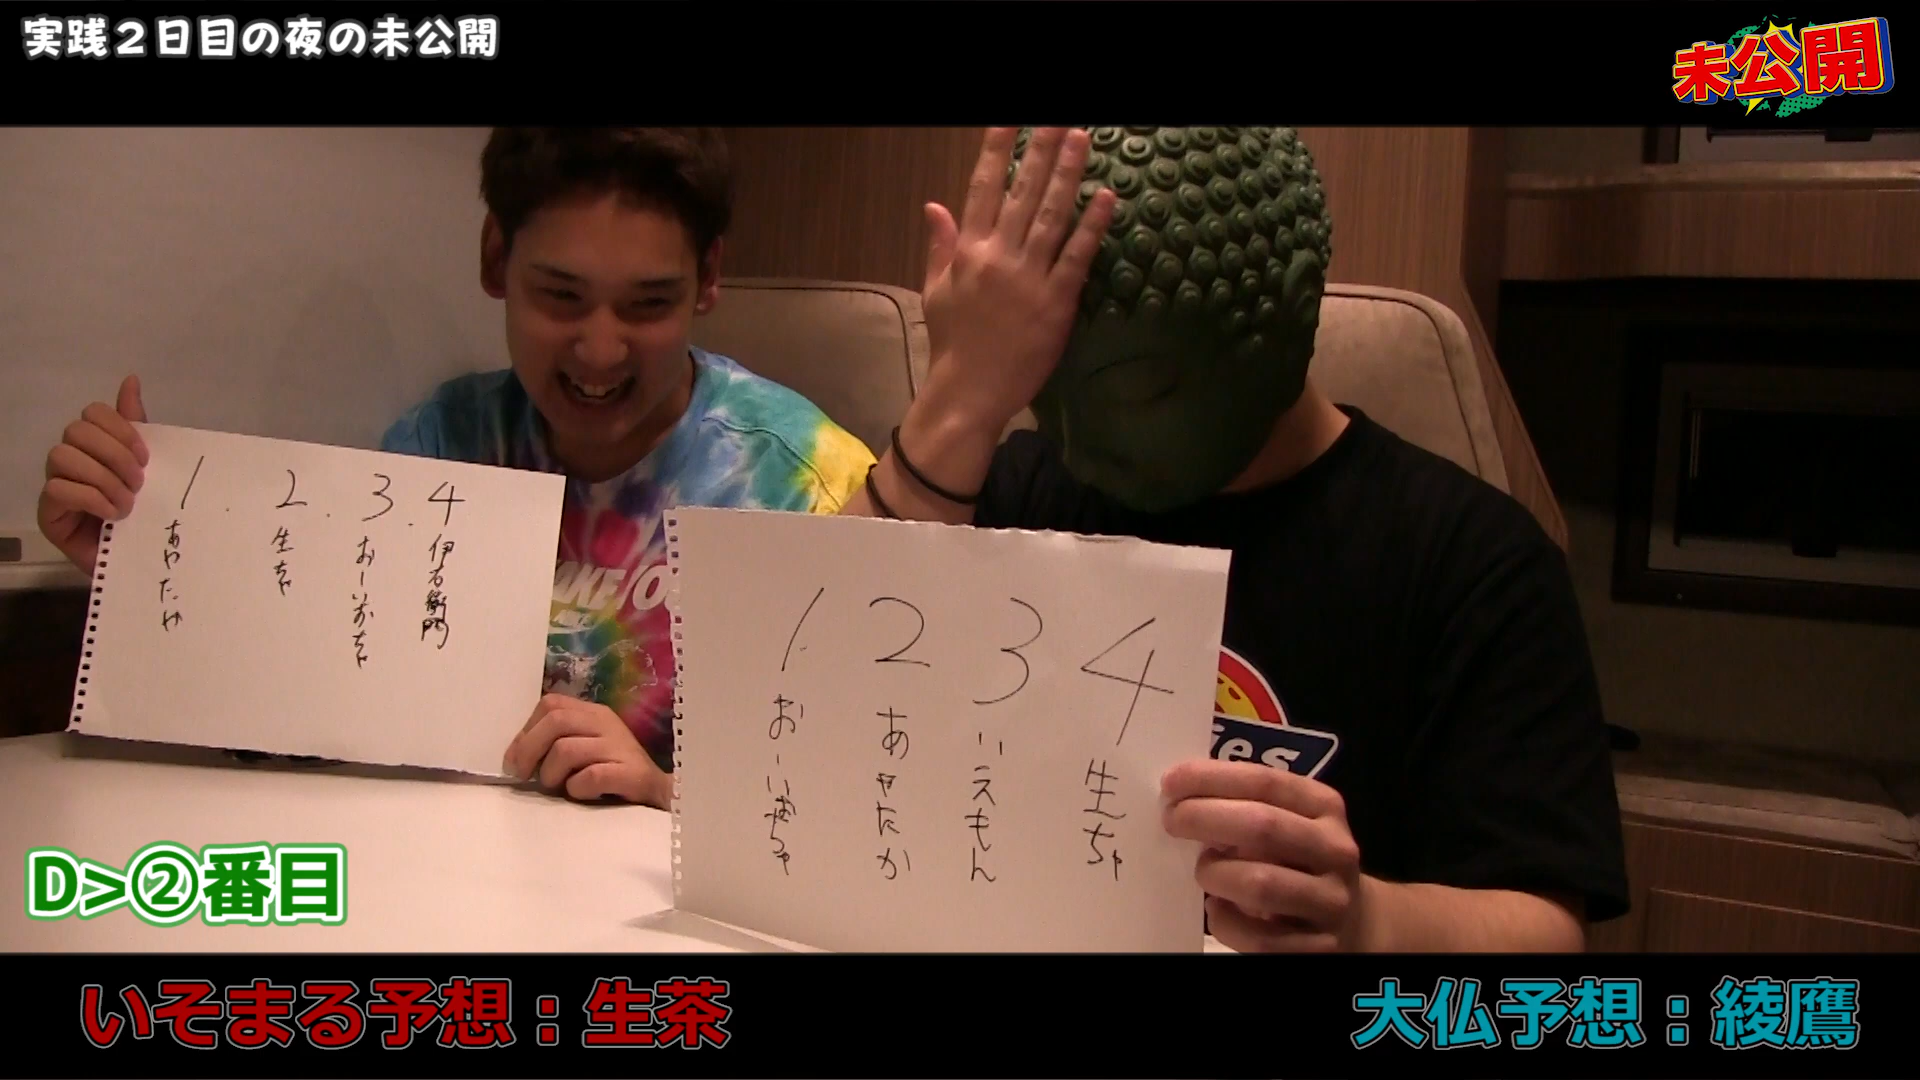 実践２日目の夜の未公開
未公開
1. 2. 3. 4
あやたか
生ちゃ
おーいおちゃ
伊右衛門
1. 2 3 4
おーいお
ちゃ
あやたか
いえもん
生ちゃ
AKE/O
ies
D>②番目
いそまる予想：生茶
大仏予想：綾鷹